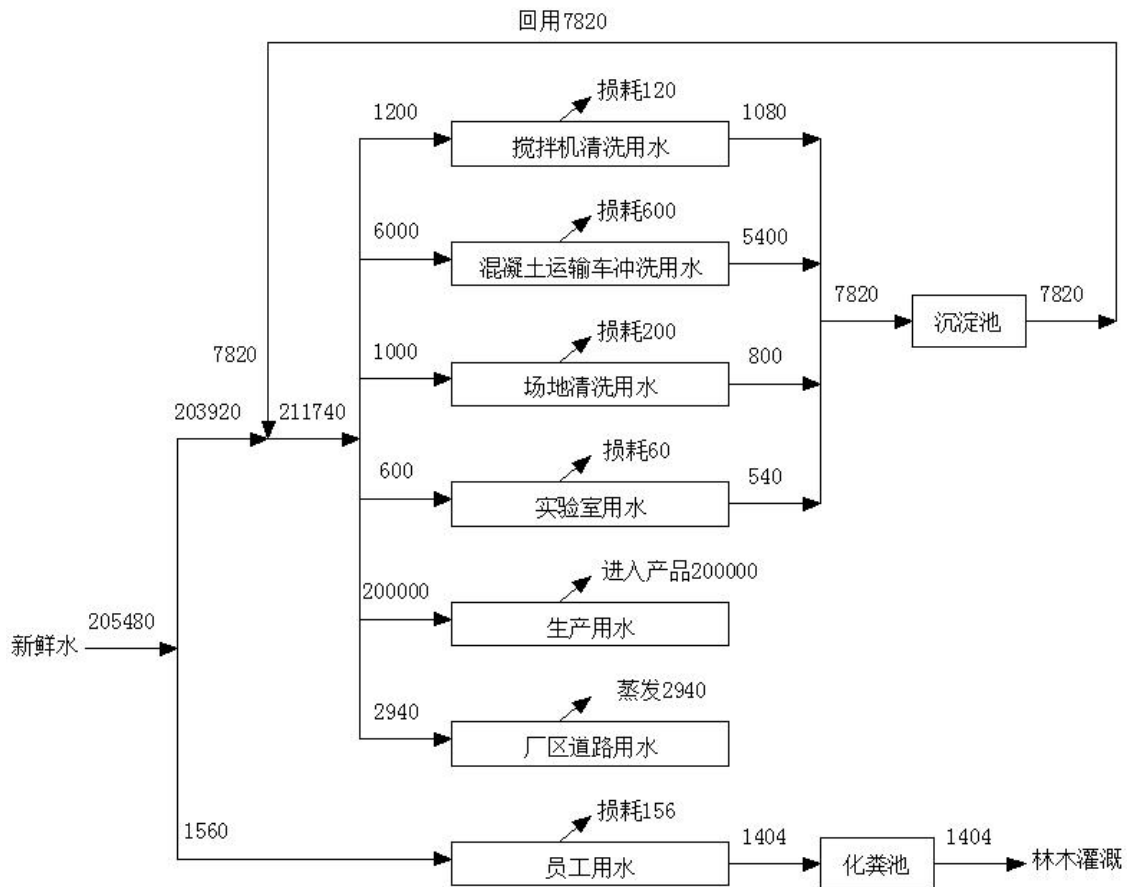 回用7820
损耗120
1200
搅拌机清洗用水
1080
损耗600
6000
混凝土运输车冲洗用水
5400
7820
沉淀池
7820
损耗200
1000
场地清洗用水
800
7820
203920
211740
损耗60
600
实验室用水
540
进入产品200000
200000
生产用水
205480
新鲜水
蒸发2940
2940
厂区道路用水
损耗156
1560
员工用水
1404
化粪池
1404
林木灌溉